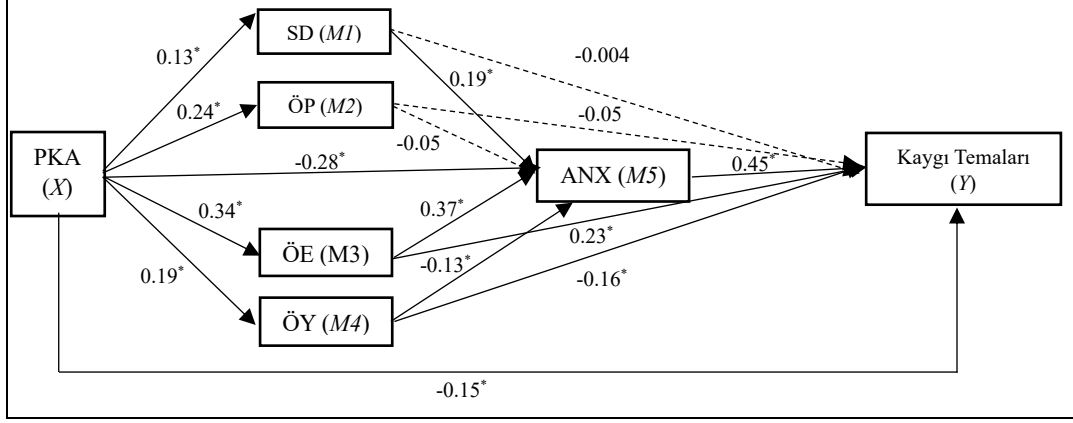 SD (M1)
-0.004
0.13*
0,19*
ÖP (M2)
-0.05
0.24*
-0.05
PKA
(X)
-0.28*
ANX (M5)
0.45*
Kaygı Temaları
(Y)
0.34*
0.37*
ÖE (M3)
0.23*
0.19*
-0.13*
-0.16*
ÖY (M4)
-0.15*